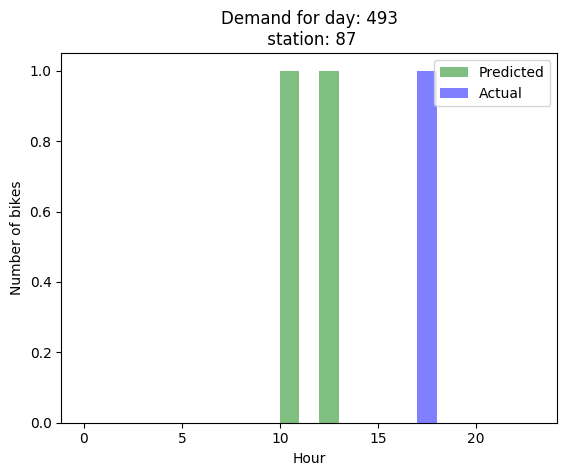 Demand for day: 493
station: 87
Predicted
Actual
Number of bikes
1.0
0.8
0.6
0.4
0.2
0.0
0 5 10 15 20
Hour